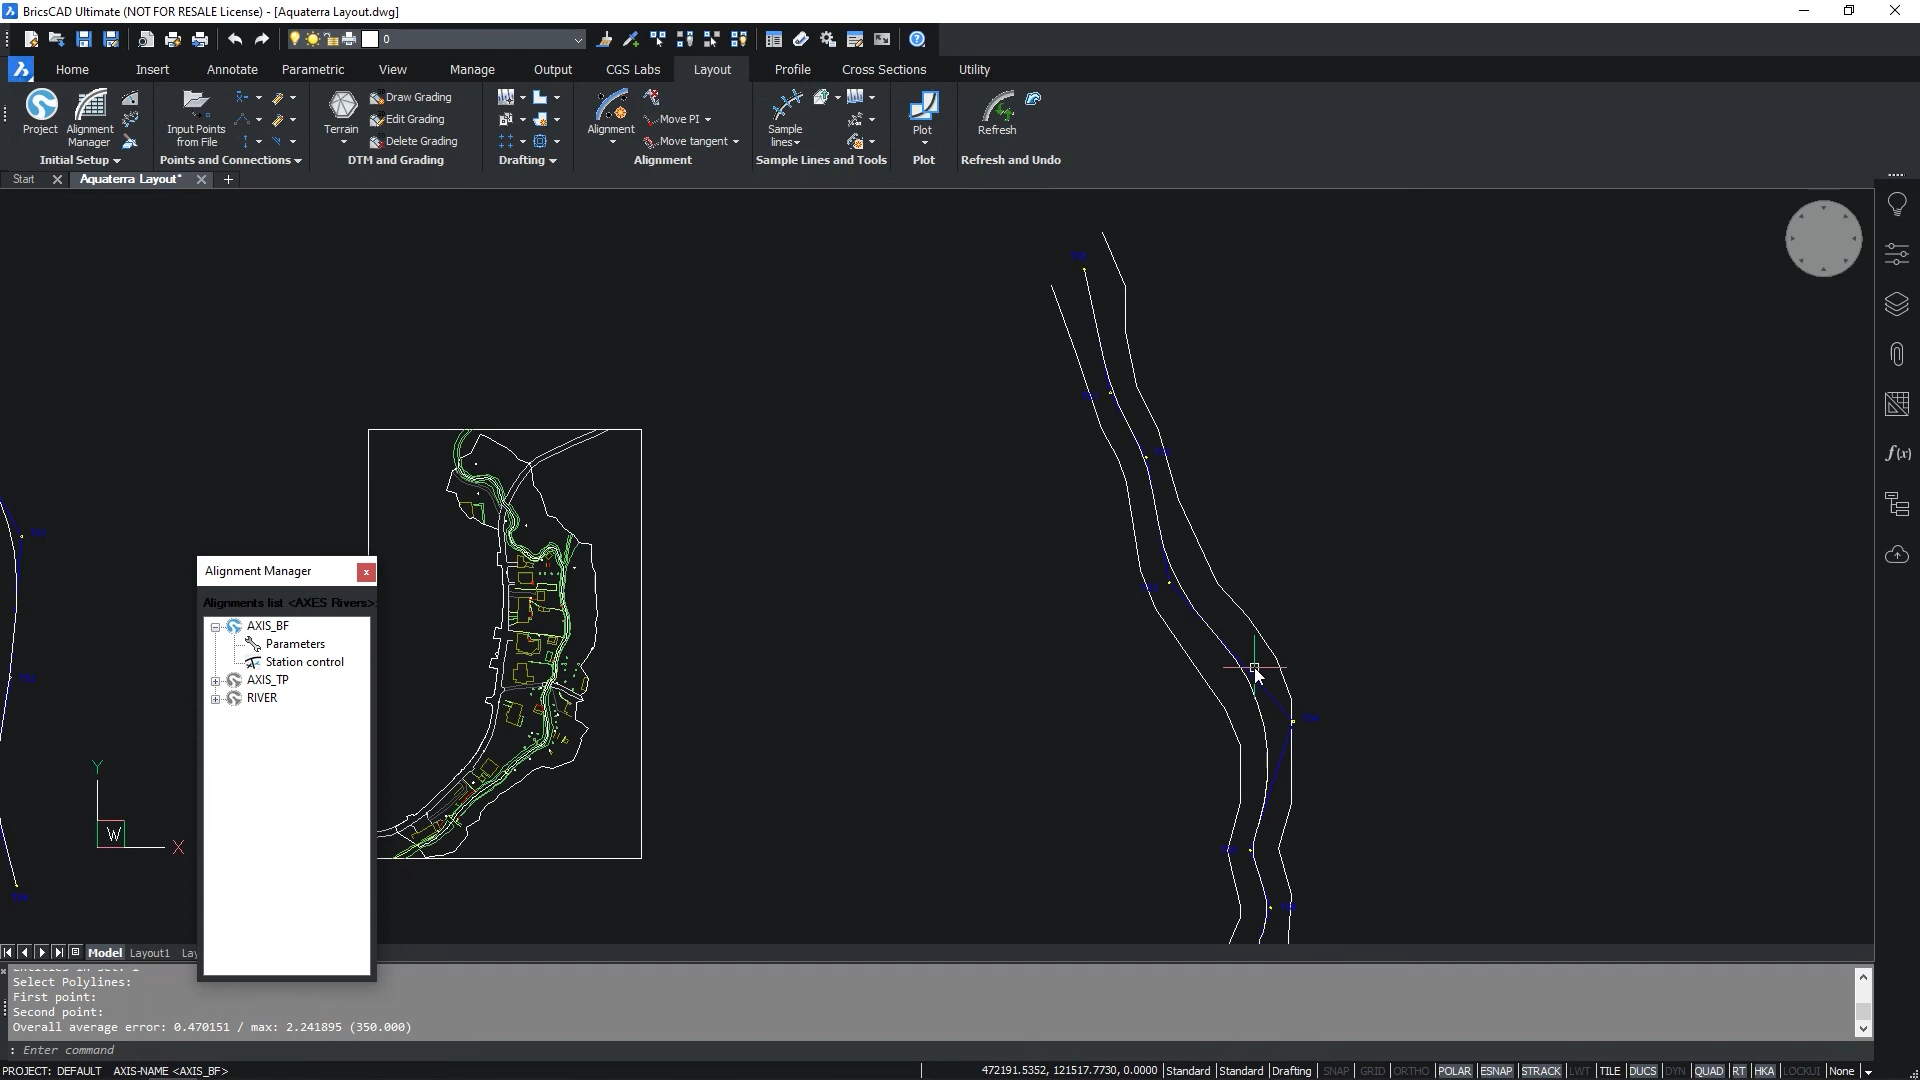 BricsCAD Ultimate (NOT FOR RESALE License) - [Aquaterra Layout.dwg]
0
Home Insert Annotate Parametric View Manage Output CGS Labs Layout Profile Cross Sections Utility
Project
Alignment
Manager
Initial Setup
Input Points
from File
Points and Connections
Terrain
Draw Grading
Edit Grading
Delete Grading
DTM and Grading
Drafting
Alignment
Move PI
Move tangent
Alignment
Sample
lines
Sample Lines and Tools
Plot
Plot
Refresh
Refresh and Undo
Start
Aquaterra Layout*
Alignment Manager
Alignments list <AXES Rivers>:
AXIS_BF
Parameters
Station control
AXIS_TP
RIVER
Y
W
X
f(x)
Model Layout1 Lay
Select Polylines:
First point:
Second point:
Overall average error: 0.470151 / max: 2.241895 (350.000)
: Enter command
PROJECT: DEFAULT AXIS-NAME <AXIS_BF>
472191.5352, 121517.7730, 0.0000 Standard Standard Drafting SNAP GRID ORTHO POLAR ESNAP STRACK LWT TILE DUCS DYN QUAD RT HKA LOCKUI None